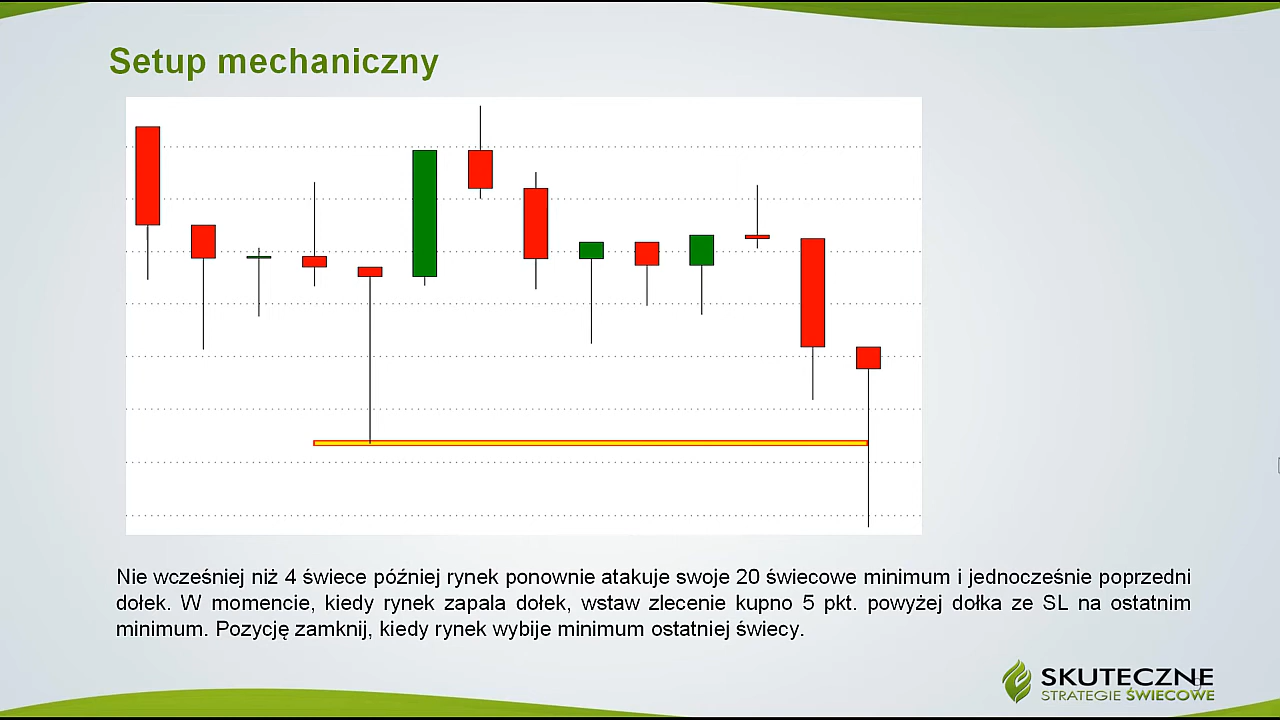 Setup mechaniczny
Nie wcześniej niż 4 świece później rynek ponownie atakuje swoje 20 świecowe minimum i jednocześnie poprzedni
dołek. W momencie, kiedy rynek zapala dołek, wstaw zlecenie kupno 5 pkt. powyżej dołka ze SL na ostatnim
minimum. Pozycję zamknij, kiedy rynek wybije minimum ostatniej świecy.
SKUTECZNE
STRATEGIE ŚWIECOWE